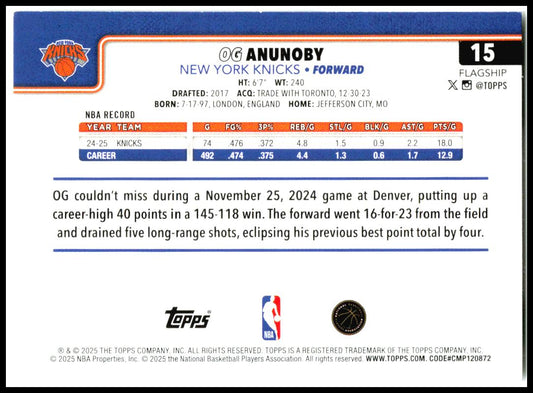 NEW YORK
KNICKS
OG ANUNOBY
NEW YORK KNICKS • FORWARD
HT: 6'7" WT: 240
DRAFTED: 2017 ACQ: TRADE WITH TORONTO, 12-30-23
BORN: 7-17-97, LONDON, ENGLAND HOME: JEFFERSON CITY, MO
15
FLAGSHIP
X @TOPPS
NBA RECORD
YEAR TEAM G FG% 3P% REB/G STL/G BLK/G AST/G PTS/G
24-25 KNICKS 74 .476 .372 4.8 1.5 0.9 2.2 18.0
CAREER 492 .474 .375 4.4 1.3 0.6 1.7 12.9
OG couldn't miss during a November 25, 2024 game at Denver, putting up a
career-high 40 points in a 145-118 win. The forward went 16-for-23 from the field
and drained five long-range shots, eclipsing his previous best point total by four.
Topps
NBA
® & © 2025 THE TOPPS COMPANY, INC. ALL RIGHTS RESERVED. TOPPS IS A REGISTERED TRADEMARK OF THE TOPPS COMPANY, INC.
© 2025 NBA Properties, Inc. © 2025 the National Basketball Players Association. All rights reserved. WWW.TOPPS.COM. CODE#CMP120872